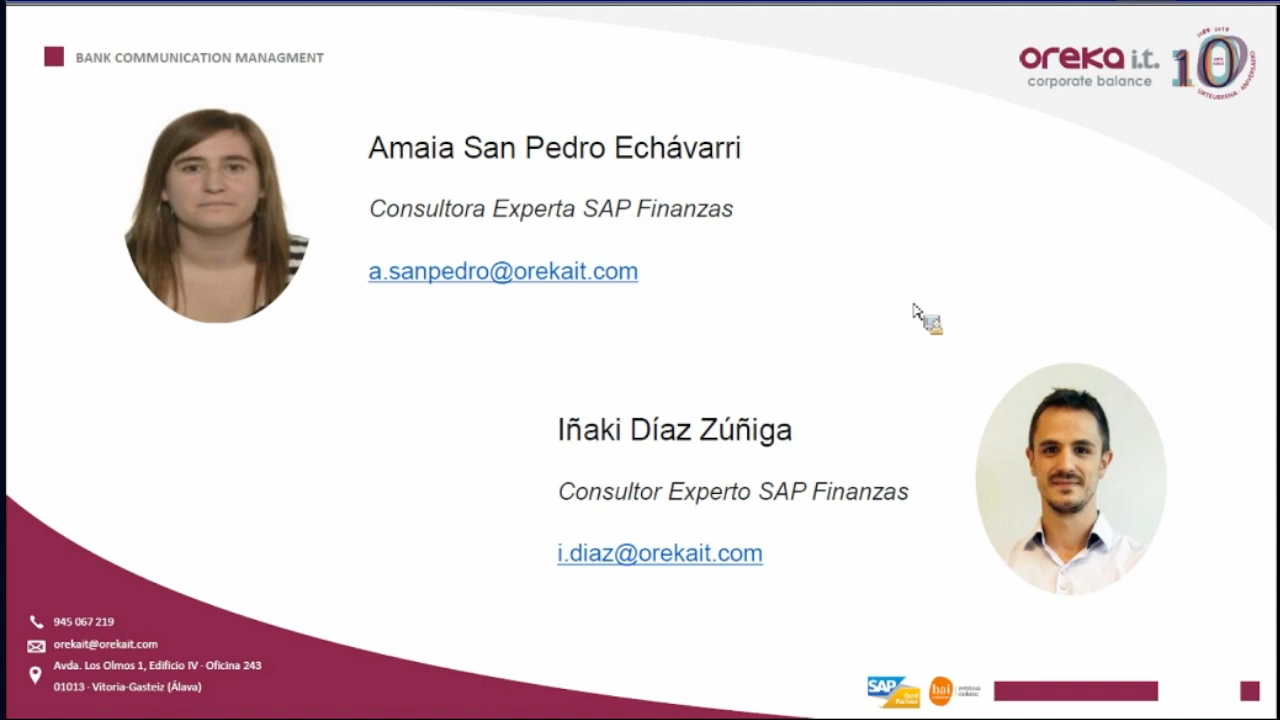 BANK COMMUNICATION MANAGMENT
oreka i.t.
corporate balance
10
Amaia San Pedro Echávarri
Consultora Experta SAP Finanzas
a.sanpedro@orekait.com
Iñaki Díaz Zúñiga
Consultor Experto SAP Finanzas
i.diaz@orekait.com
945 067 219
orekait@orekait.com
Avda. Los Olmos 1, Edificio IV · Oficina 243
01013 · Vitoria-Gasteiz (Álava)
SAP
bai